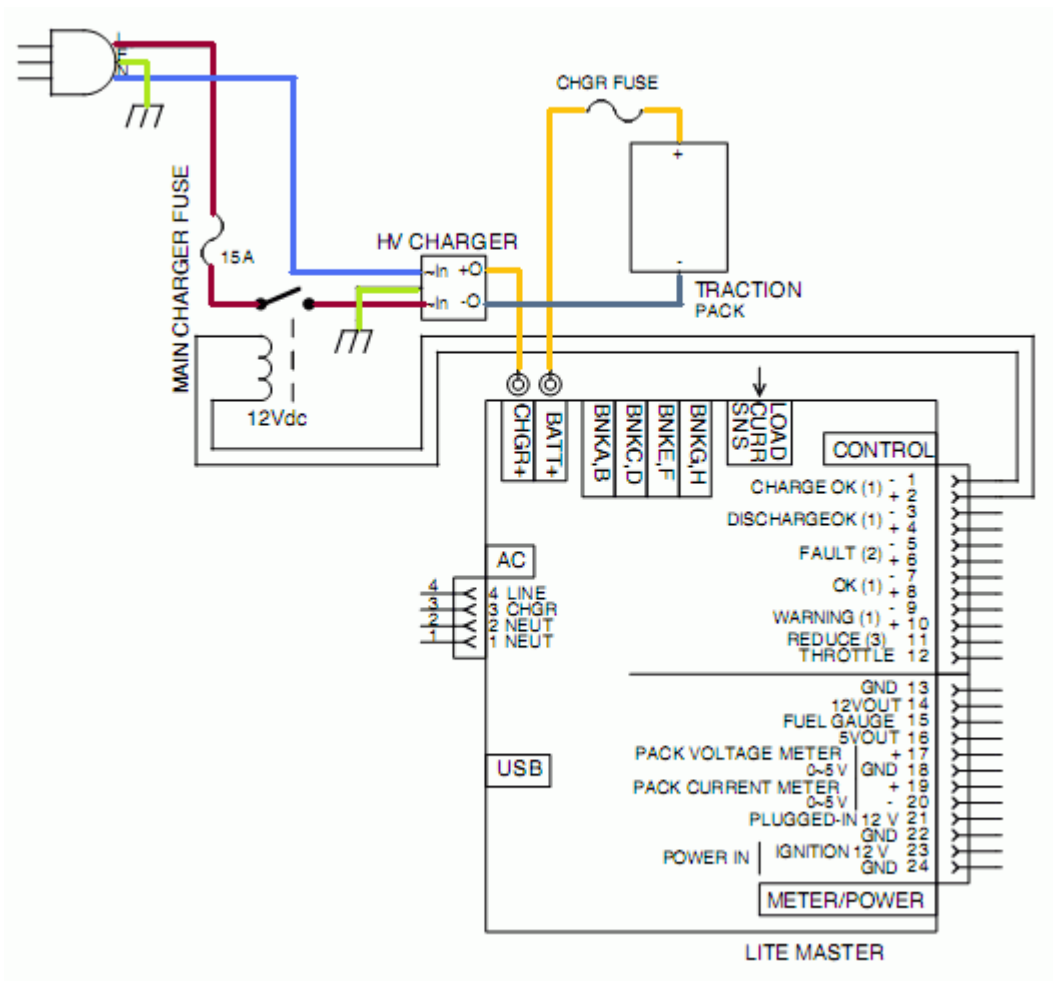 L
E
N
CHGR FUSE
+
-
TRACTION
PACK
MAIN CHARGER FUSE
15A
HV CHARGER
~In +O
~In -O
12Vdc
CHGR+
BATT+
BNKA,B
BNKC,D
BNKE,F
BNKG,H
LOAD
CURR
SNS
CONTROL
CHARGE OK (1) - 1
+ 2
DISCHARGEOK (1) - 3
+ 4
FAULT (2) - 5
+ 6
OK (1) - 7
+ 8
WARNING (1) - 9
+ 10
REDUCE (3) 11
THROTTLE 12
AC
4 4 LINE
3 3 CHGR
2 2 NEUT
1 1 NEUT
GND 13
12VOUT 14
FUEL GAUGE 15
5VOUT 16
PACK VOLTAGE METER + 17
0~5 V GND 18
PACK CURRENT METER + 19
0~5 V - 20
PLUGGED-IN 12 V 21
GND 22
POWER IN IGNITION 12 V 23
GND 24
USB
METER/POWER
LITE MASTER